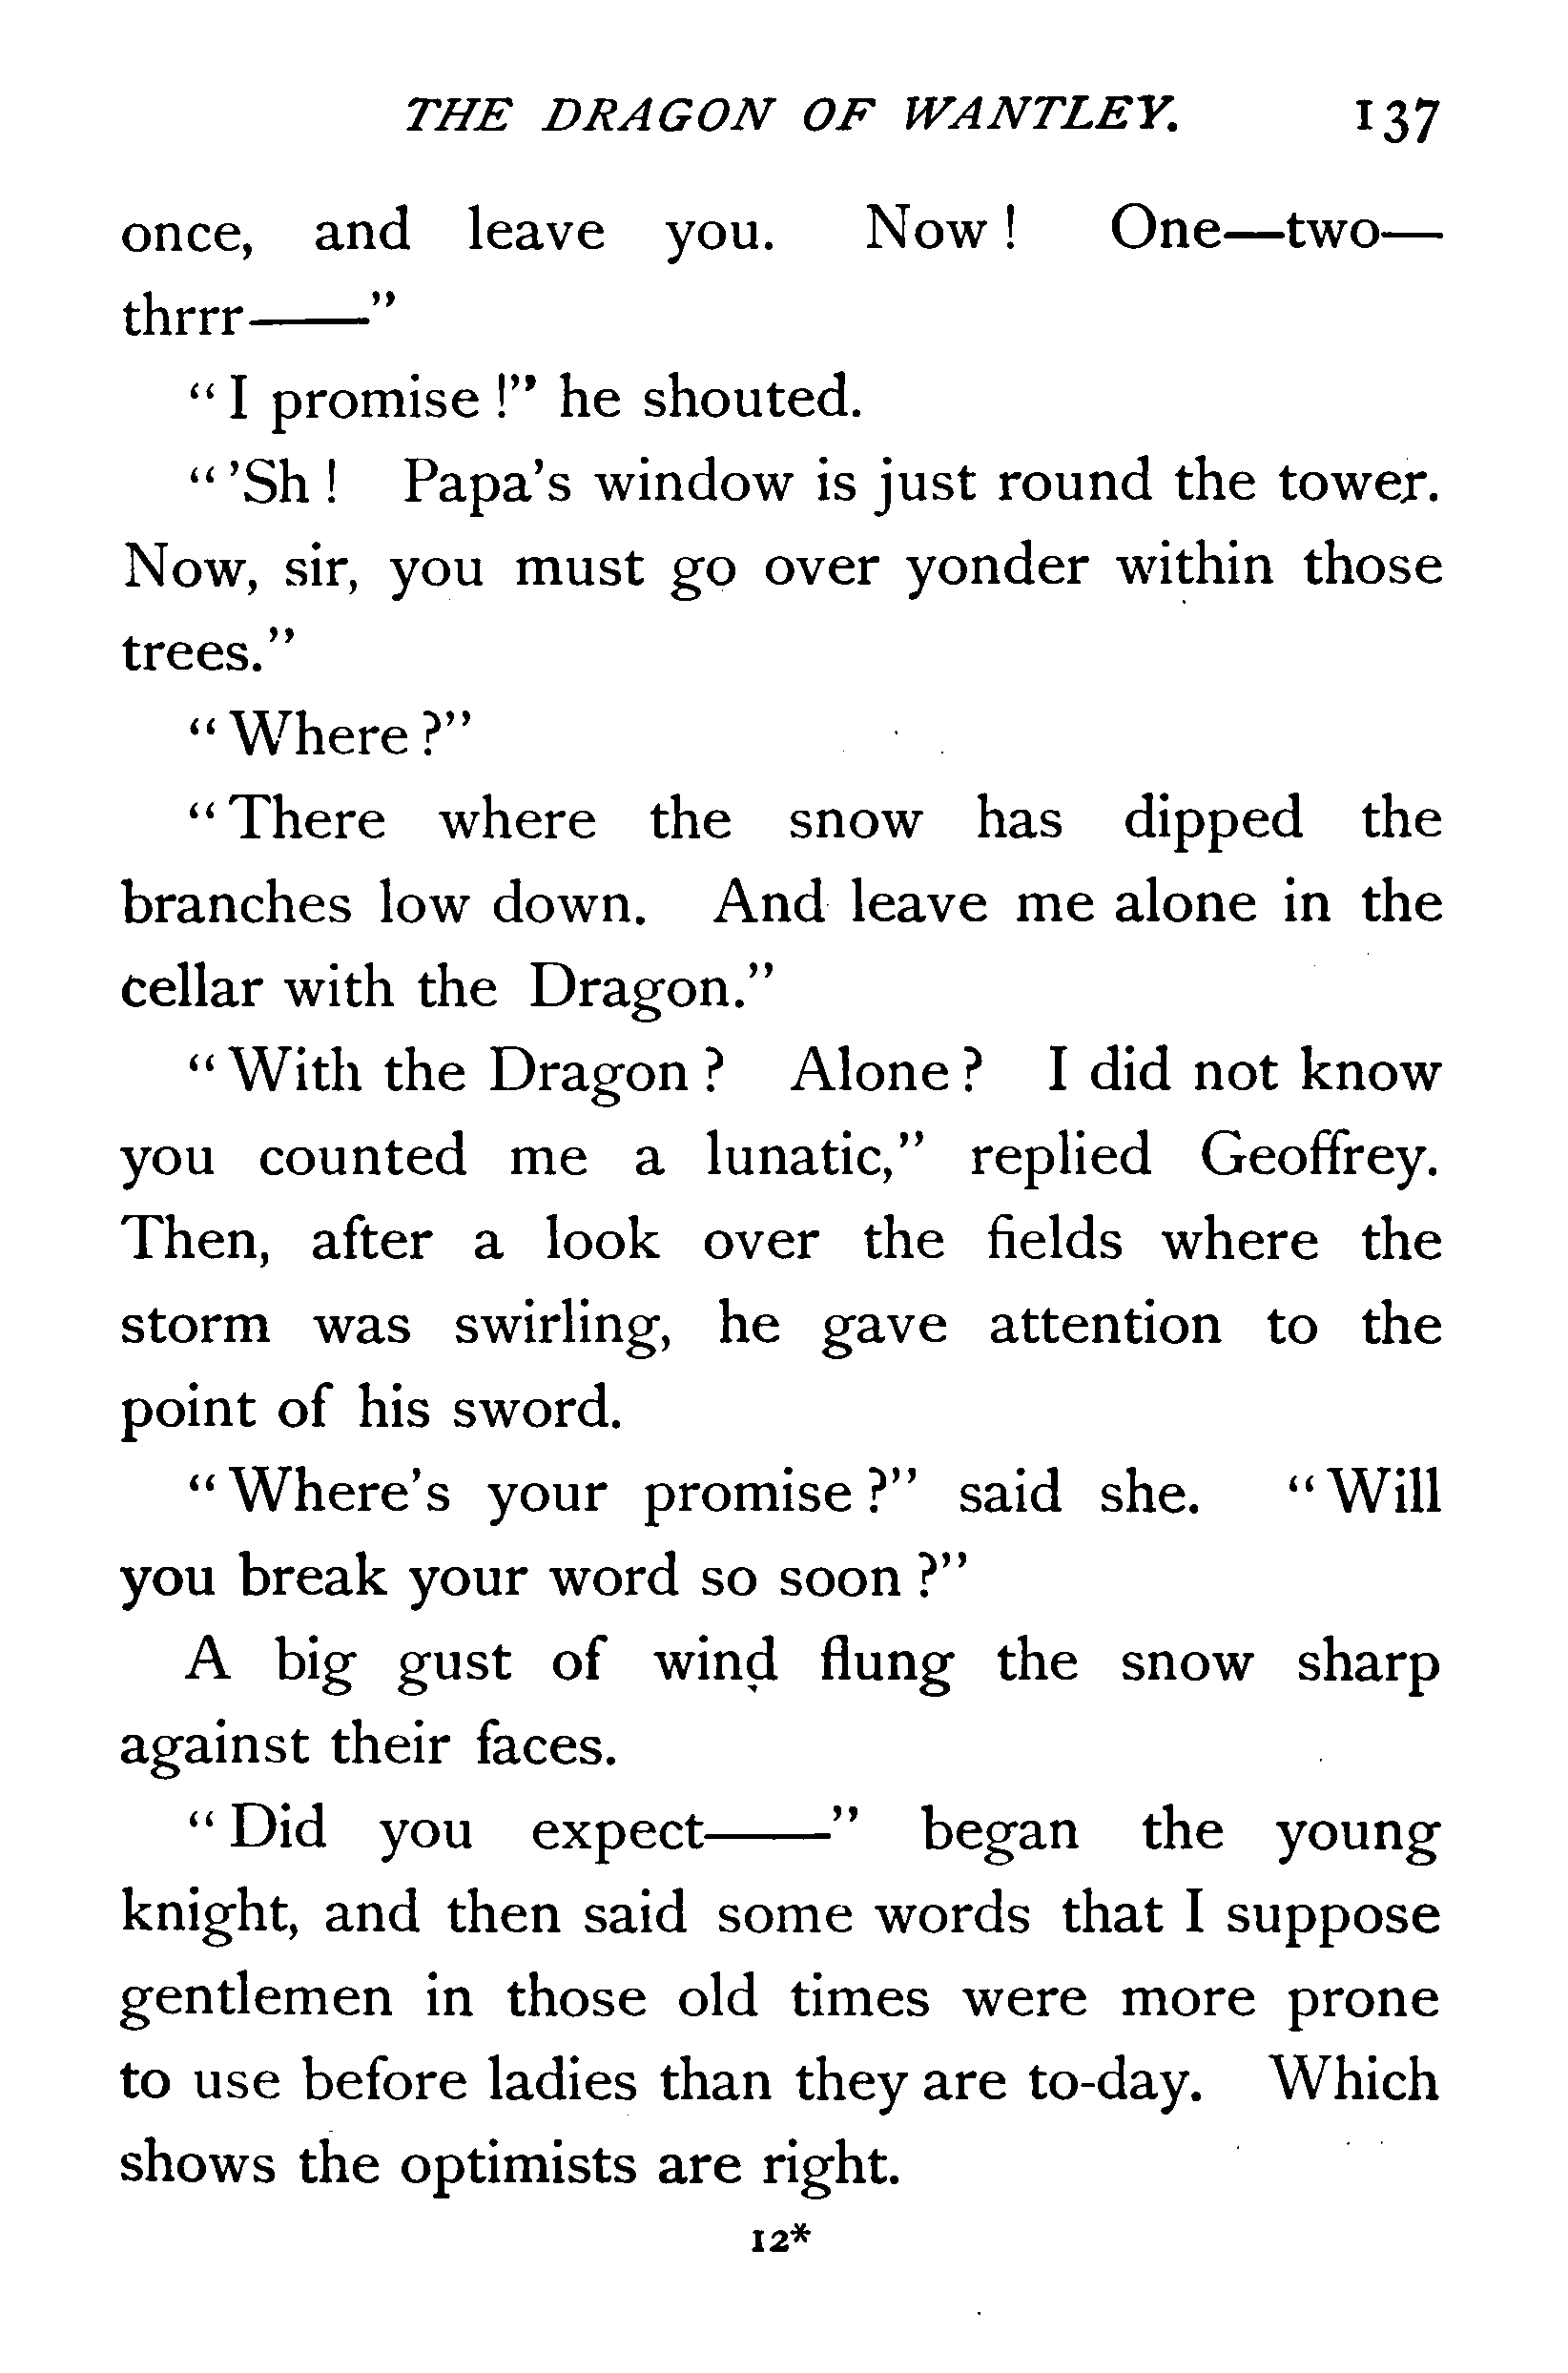 THE DRAGON OF WANTLEY. 137
once, and leave you. Now! One—two—
thrrr——”
“I promise!” he shouted.
“’Sh! Papa’s window is just round the tower.
Now, sir, you must go over yonder within those
trees.”
“Where?”
“There where the snow has dipped the
branches low down. And leave me alone in the
cellar with the Dragon.”
“With the Dragon? Alone? I did not know
you counted me a lunatic,” replied Geoffrey.
Then, after a look over the fields where the
storm was swirling, he gave attention to the
point of his sword.
“Where’s your promise?” said she. “Will
you break your word so soon?”
A big gust of wind flung the snow sharp
against their faces.
“Did you expect——” began the young
knight, and then said some words that I suppose
gentlemen in those old times were more prone
to use before ladies than they are to-day. Which
shows the optimists are right.
12*